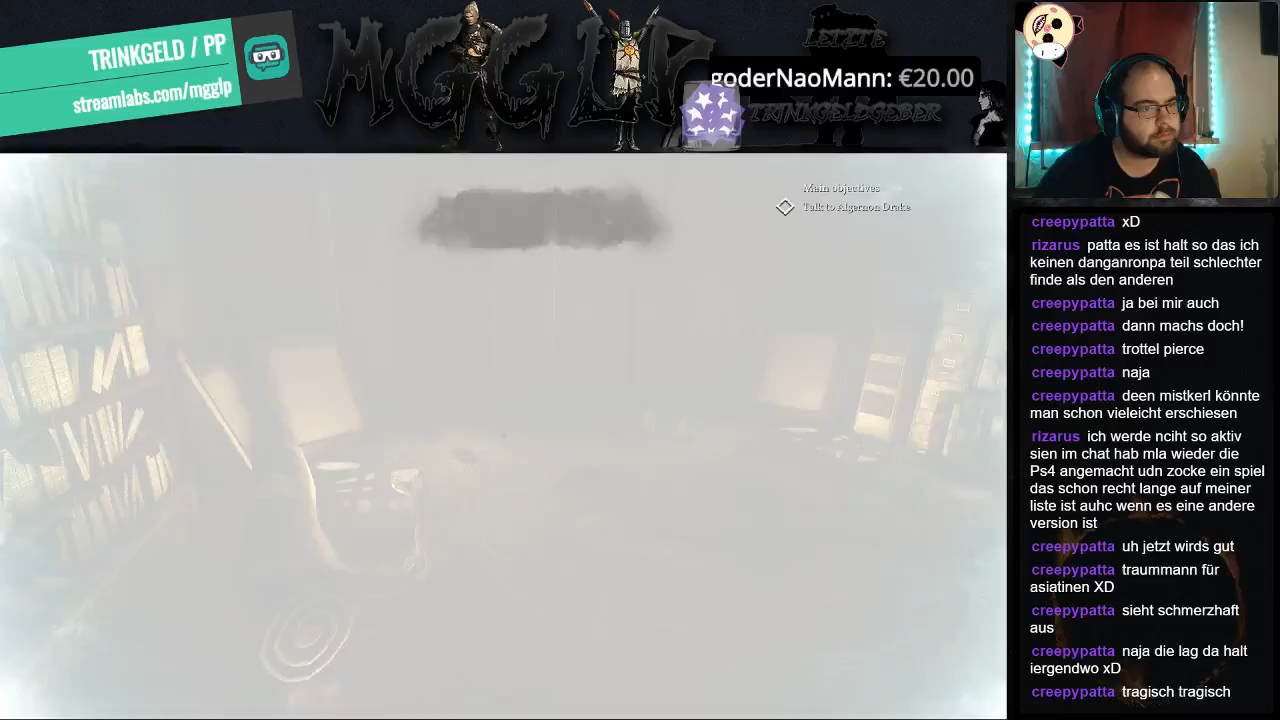 TRINKGELD / PP
streamlabs.com/mgglp
MGGLP
LETZTE
goderNaoMann: €20.00
TRINKGELDGEBER
Main objectives
Talk to Algernon Drake
creepypatta xD
rizarus patta es ist halt so das ich
keinen danganronpa teil schlechter
finde als den anderen
creepypatta ja bei mir auch
creepypatta dann machs doch!
creepypatta trottel pierce
creepypatta naja
creepypatta deen mistkerl könnte
man schon vieleicht erschiesen
rizarus ich werde nciht so aktiv
sien im chat hab mla wieder die
Ps4 angemacht udn zocke ein spiel
das schon recht lange auf meiner
liste ist auhc wenn es eine andere
version ist
creepypatta uh jetzt wirds gut
creepypatta traummann für
asiatinen XD
creepypatta sieht schmerzhaft
aus
creepypatta naja die lag da halt
iergendwo xD
creepypatta tragisch tragisch